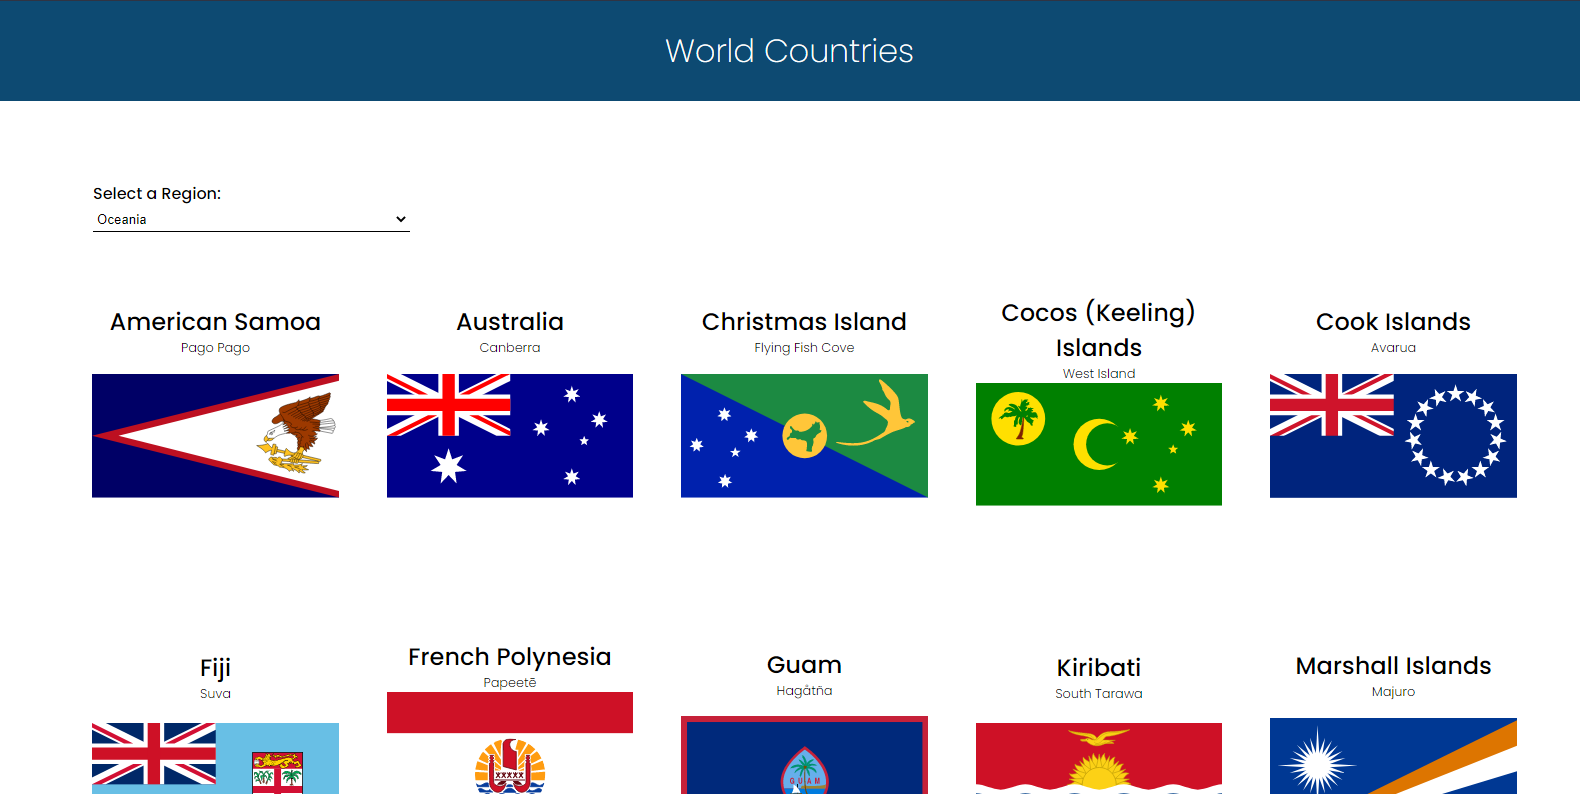 World Countries
Select a Region:
Oceania
American Samoa
Pago Pago
Australia
Canberra
Christmas Island
Flying Fish Cove
Cocos (Keeling)
Islands
West Island
Cook Islands
Avarua
Fiji
Suva
French Polynesia
Papeetē
Guam
Hagåtña
GUAM
Kiribati
South Tarawa
Marshall Islands
Majuro